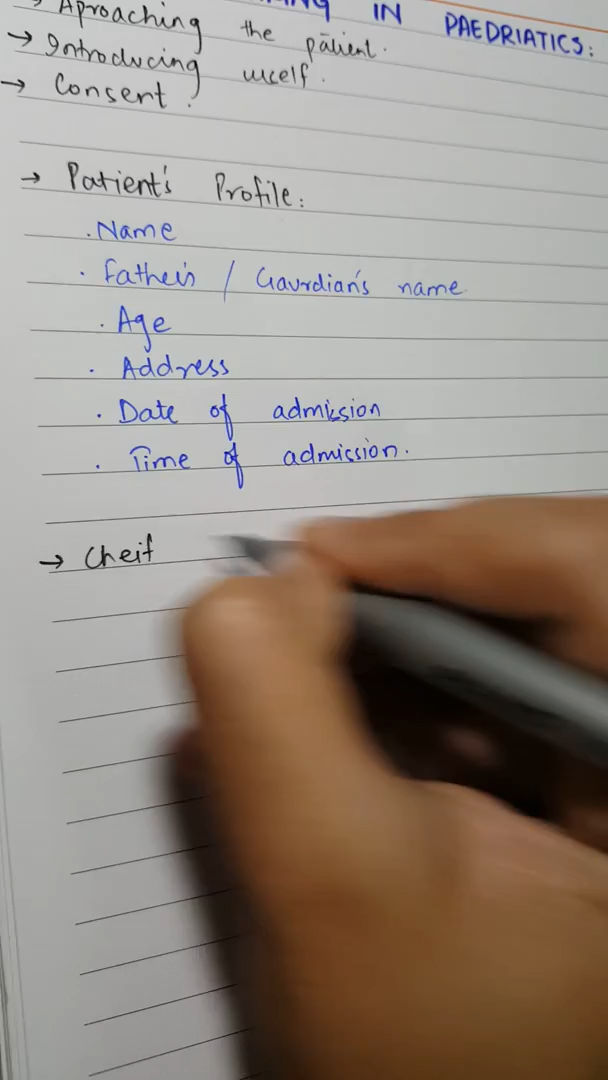 IN PAEDRIATICS:
→ Aproaching the patient.
→ Introducing urself.
→ Consent.
→ Patient's Profile:
. Name
. Father's / Gaurdian's name
. Age
. Address
. Date of admission
. Time of admission.
→ Cheif